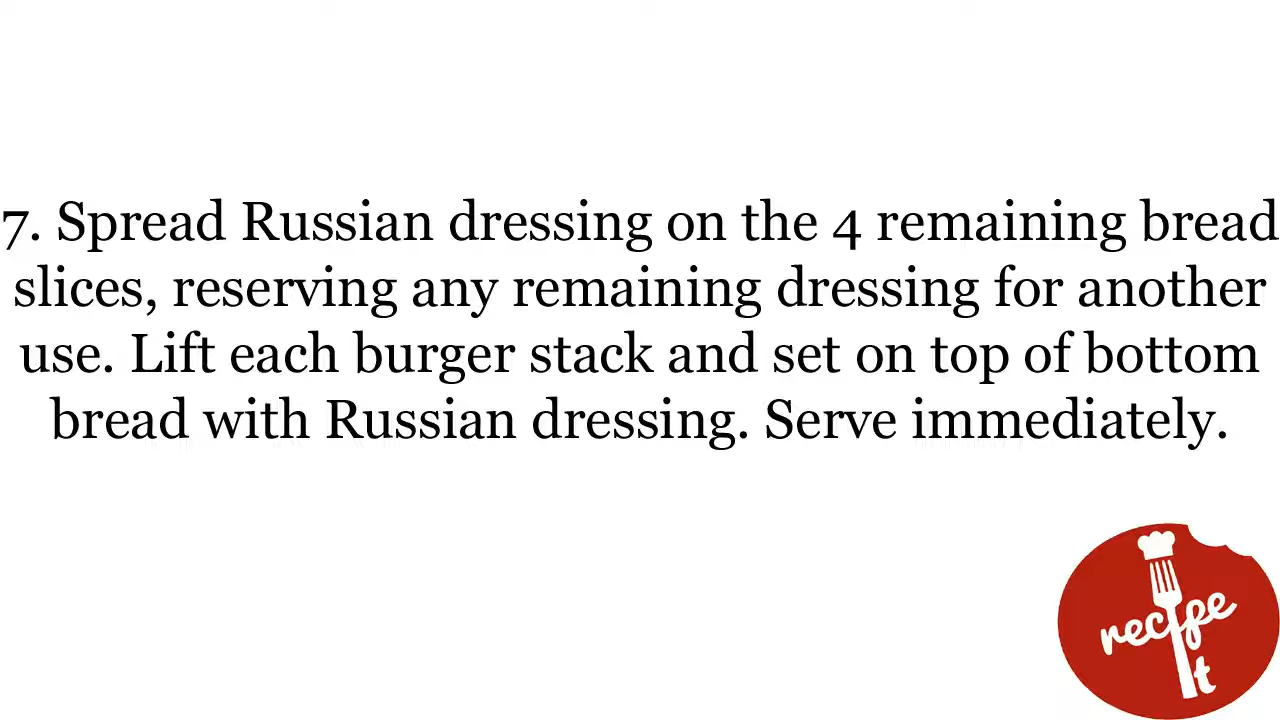 7. Spread Russian dressing on the 4 remaining bread
slices, reserving any remaining dressing for another
use. Lift each burger stack and set on top of bottom
bread with Russian dressing. Serve immediately.
recipe
It